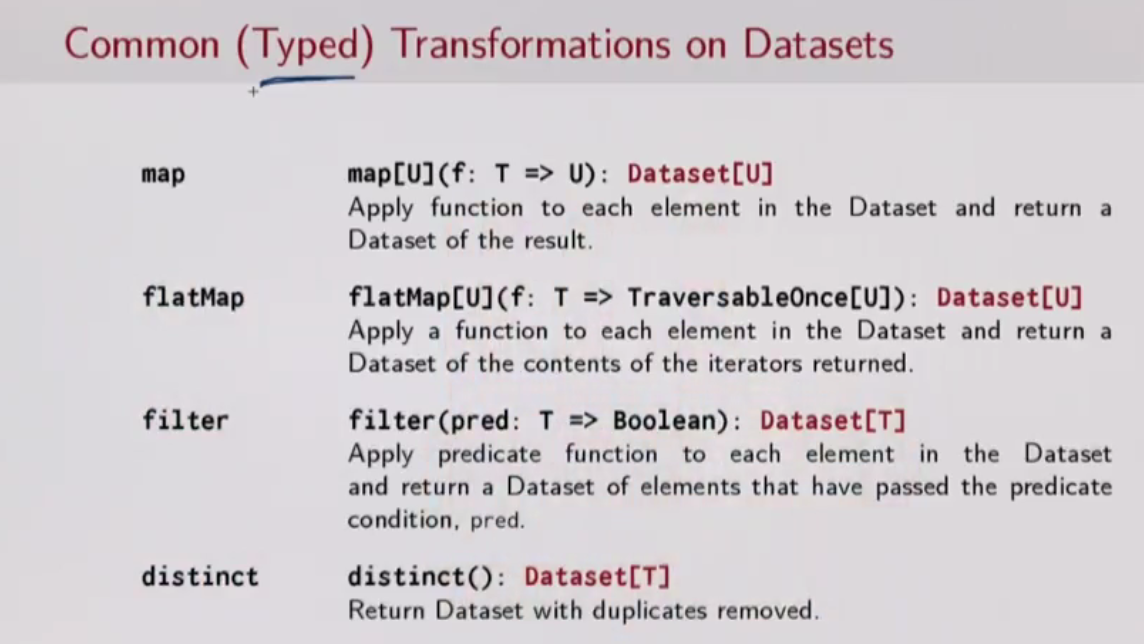 Common (Typed) Transformations on Datasets
map map[U](f: T => U): Dataset[U]
Apply function to each element in the Dataset and return a
Dataset of the result.
flatMap flatMap[U](f: T => TraversableOnce[U]): Dataset[U]
Apply a function to each element in the Dataset and return a
Dataset of the contents of the iterators returned.
filter filter(pred: T => Boolean): Dataset[T]
Apply predicate function to each element in the Dataset
and return a Dataset of elements that have passed the predicate
condition, pred.
distinct distinct(): Dataset[T]
Return Dataset with duplicates removed.